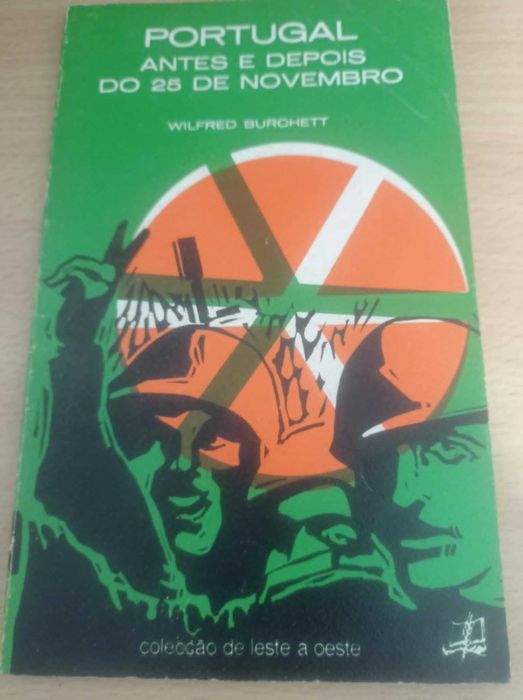 PORTUGAL
ANTES E DEPOIS
DO 25 DE NOVEMBRO
WILFRED BURCHETT
colecção de leste a oeste